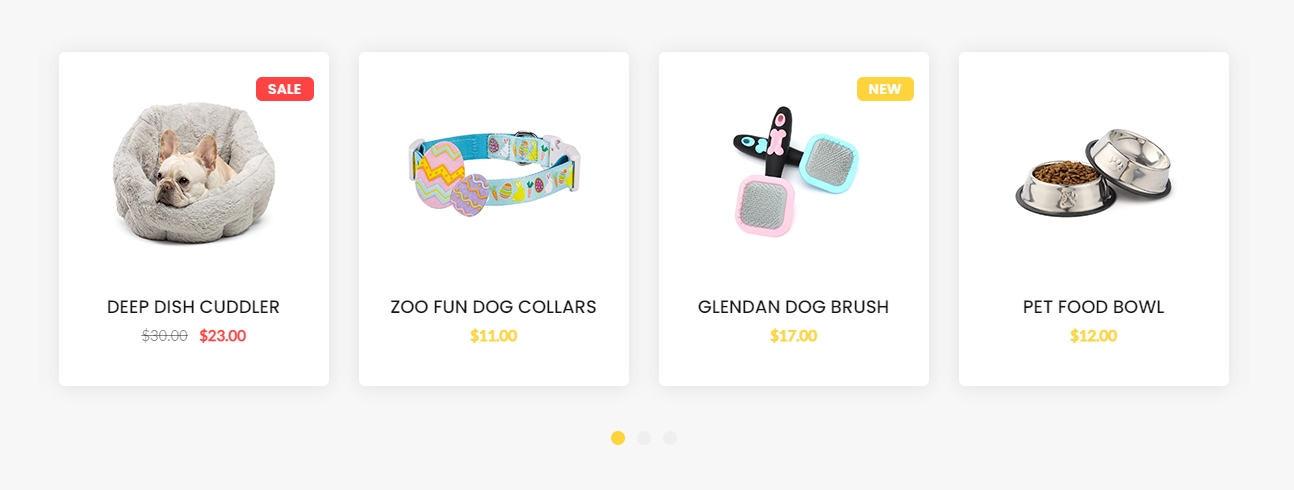 SALE
DEEP DISH CUDDLER
$30.00 $23.00
ZOO FUN DOG COLLARS
$11.00
NEW
GLENDAN DOG BRUSH
$17.00
PET FOOD BOWL
$12.00